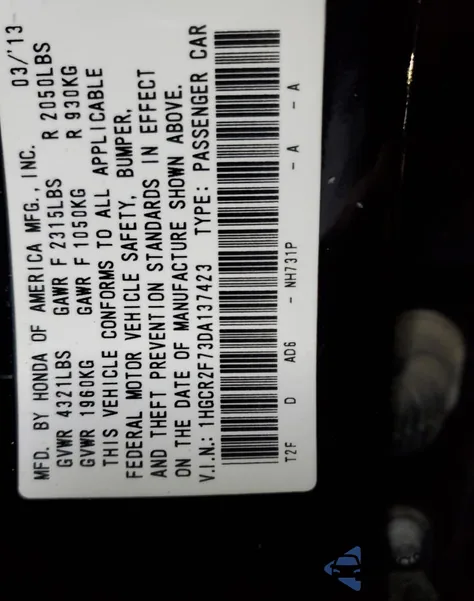 MFD. BY HONDA OF AMERICA MFG., INC. 03/'13
GVWR 4321LBS GAWR F 2315LBS R 2050LBS
GVWR 1960KG GAWR F 1050KG R 930KG
THIS VEHICLE CONFORMS TO ALL APPLICABLE
FEDERAL MOTOR VEHICLE SAFETY, BUMPER,
AND THEFT PREVENTION STANDARDS IN EFFECT
ON THE DATE OF MANUFACTURE SHOWN ABOVE.
V.I.N.: 1HGCR2F73DA137423 TYPE: PASSENGER CAR
T2F D AD6 - NH731P - A - A